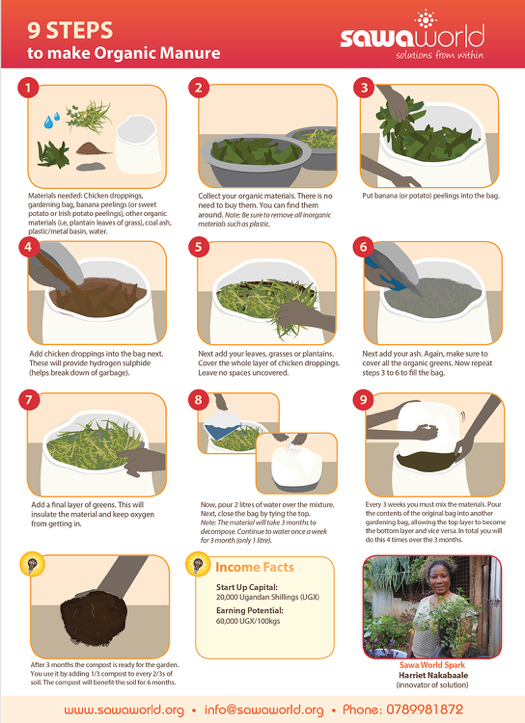 9 STEPS
to make Organic Manure
sawaworld
solutions from within
1
2
3
Materials needed: Chicken droppings,
gardening bag, banana peelings (or sweet
potato or Irish potato peelings), other organic
materials (i.e, plantain leaves of grass), coal ash,
plastic/metal basin, water.
Collect your organic materials. There is no
need to buy them. You can find them
around. Note: Be sure to remove all inorganic
materials such as plastic.
Put banana (or potato) peelings into the bag.
4
5
6
Add chicken droppings into the bag next.
These will provide hydrogen sulphide
(helps break down of garbage).
Next add your leaves, grasses or plantains.
Cover the whole layer of chicken droppings.
Leave no spaces uncovered.
Next add your ash. Again, make sure to
cover all the organic greens. Now repeat
steps 3 to 6 to fill the bag.
7
8
9
Add a final layer of greens. This will
insulate the material and keep oxygen
from getting in.
Now, pour 2 litres of water over the mixture.
Next, close the bag by tying the top.
Note: The material will take 3 months to
decompose. Continue to water once a week
for 3 month (only 1 litre).
Every 3 weeks you must mix the materials. Pour
the contents of the original bag into another
gardening bag, allowing the top layer to become
the bottom layer and vice versa. In total you will
do this 4 times over the 3 months.
After 3 months the compost is ready for the garden.
You use it by adding 1/3 compost to every 2/3s of
soil. The compost will benefit the soil for 6 months.
Income Facts
Start Up Capital:
20,000 Ugandan Shillings (UGX)
Earning Potential:
60,000 UGX/100kgs
Sawa World Spark
Harriet Nakabaale
(innovator of solution)
www.sawaworld.org • info@sawaworld.org • Phone: 0789981872